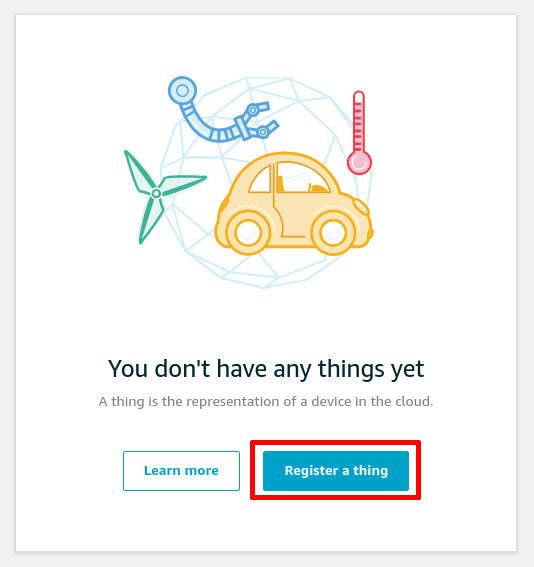 You don't have any things yet
A thing is the representation of a device in the cloud.
Learn more
Register a thing